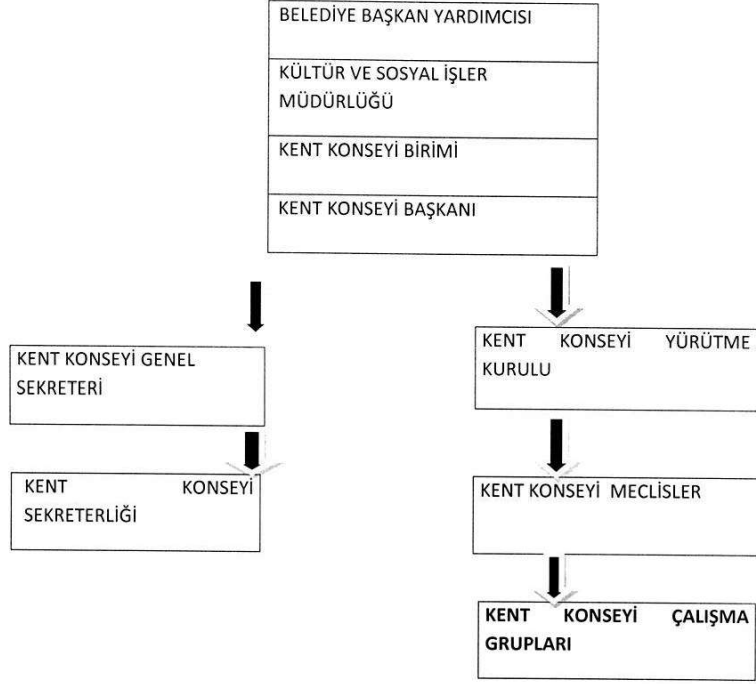 BELEDİYE BAŞKAN YARDIMCISI
KÜLTÜR VE SOSYAL İŞLER
MÜDÜRLÜĞÜ
KENT KONSEYİ BİRİMİ
KENT KONSEYİ BAŞKANI
KENT KONSEYİ GENEL
SEKRETERİ
KENT KONSEYİ
SEKRETERLİĞİ
KENT KONSEYİ YÜRÜTME
KURULU
KENT KONSEYİ MECLİSLER
KENT KONSEYİ ÇALIŞMA
GRUPLARI